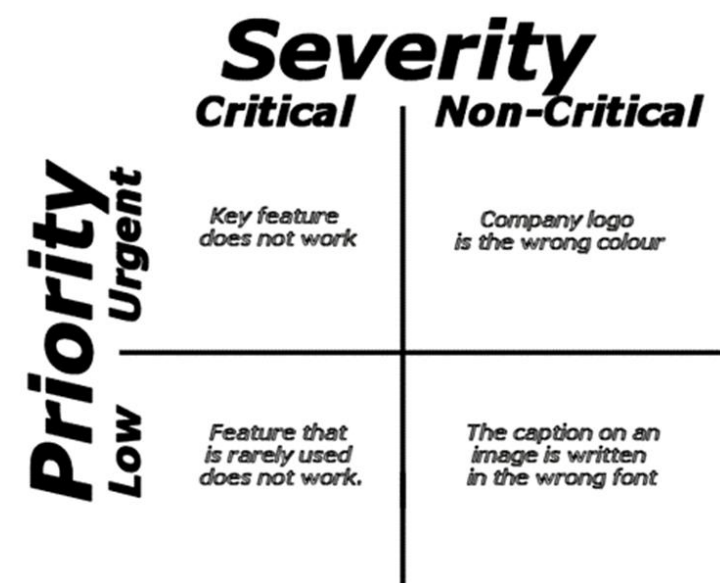 Severity
Critical
Non-Critical
Priority
Urgent
Low
Key feature
does not work
Company logo
is the wrong colour
Feature that
is rarely used
does not work.
The caption on an
image is written
in the wrong font